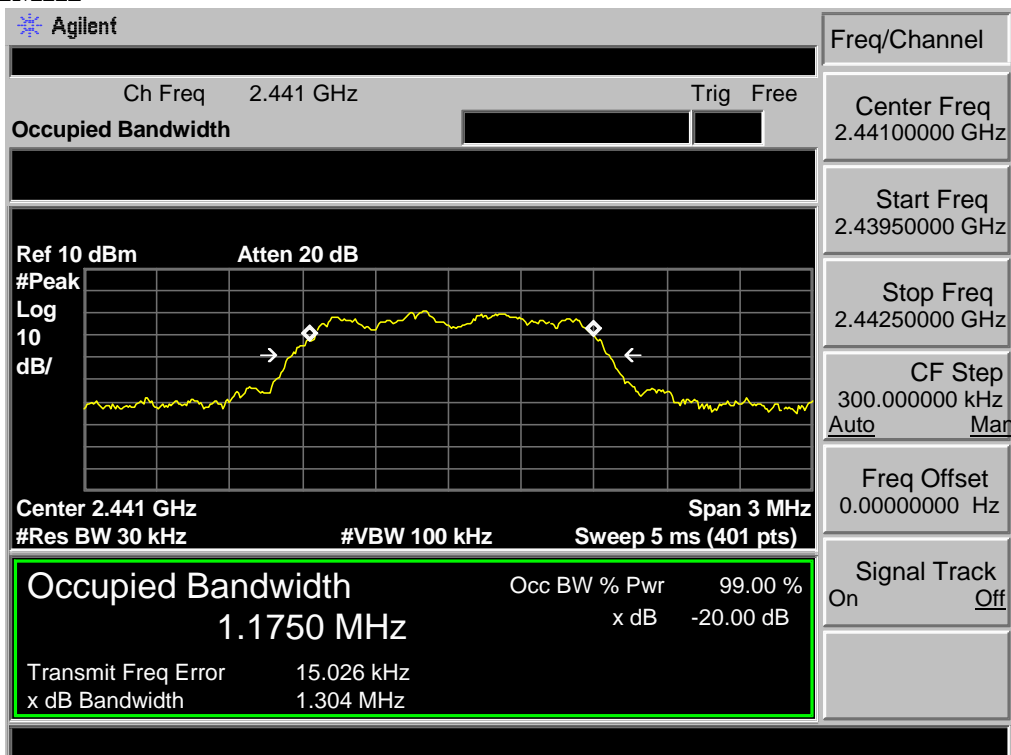 Agilent
Freq/Channel
Ch Freq 2.441 GHz Trig Free
Occupied Bandwidth
Center Freq
2.44100000 GHz
Start Freq
2.43950000 GHz
Stop Freq
2.44250000 GHz
CF Step
300.000000 kHz
Auto Man
Freq Offset
0.00000000 Hz
Signal Track
On Off
Ref 10 dBm Atten 20 dB
#Peak
Log
10
dB/
Center 2.441 GHz Span 3 MHz
#Res BW 30 kHz #VBW 100 kHz Sweep 5 ms (401 pts)
Occupied Bandwidth Occ BW % Pwr 99.00 %
1.1750 MHz x dB -20.00 dB
Transmit Freq Error 15.026 kHz
x dB Bandwidth 1.304 MHz